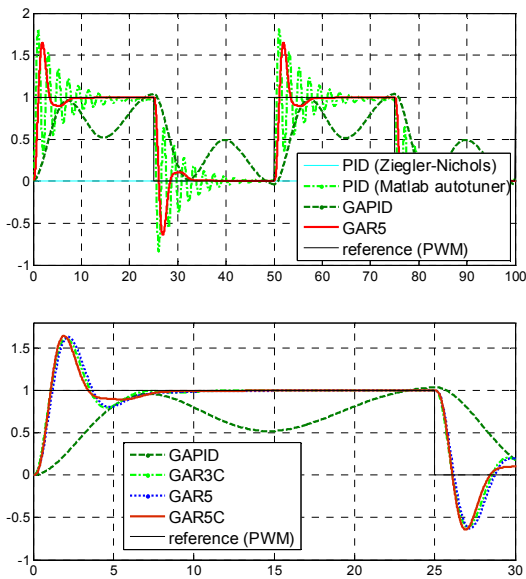 2
1.5
1
0.5
0
-0.5
-1
0 10 20 30 40 50 60 70 80 90 100
PID (Ziegler-Nichols)
PID (Matlab autotuner)
GAPID
GAR5
reference (PWM)
1.5
1
0.5
0
-0.5
-1
0 5 10 15 20 25 30
GAPID
GAR3C
GAR5
GAR5C
reference (PWM)